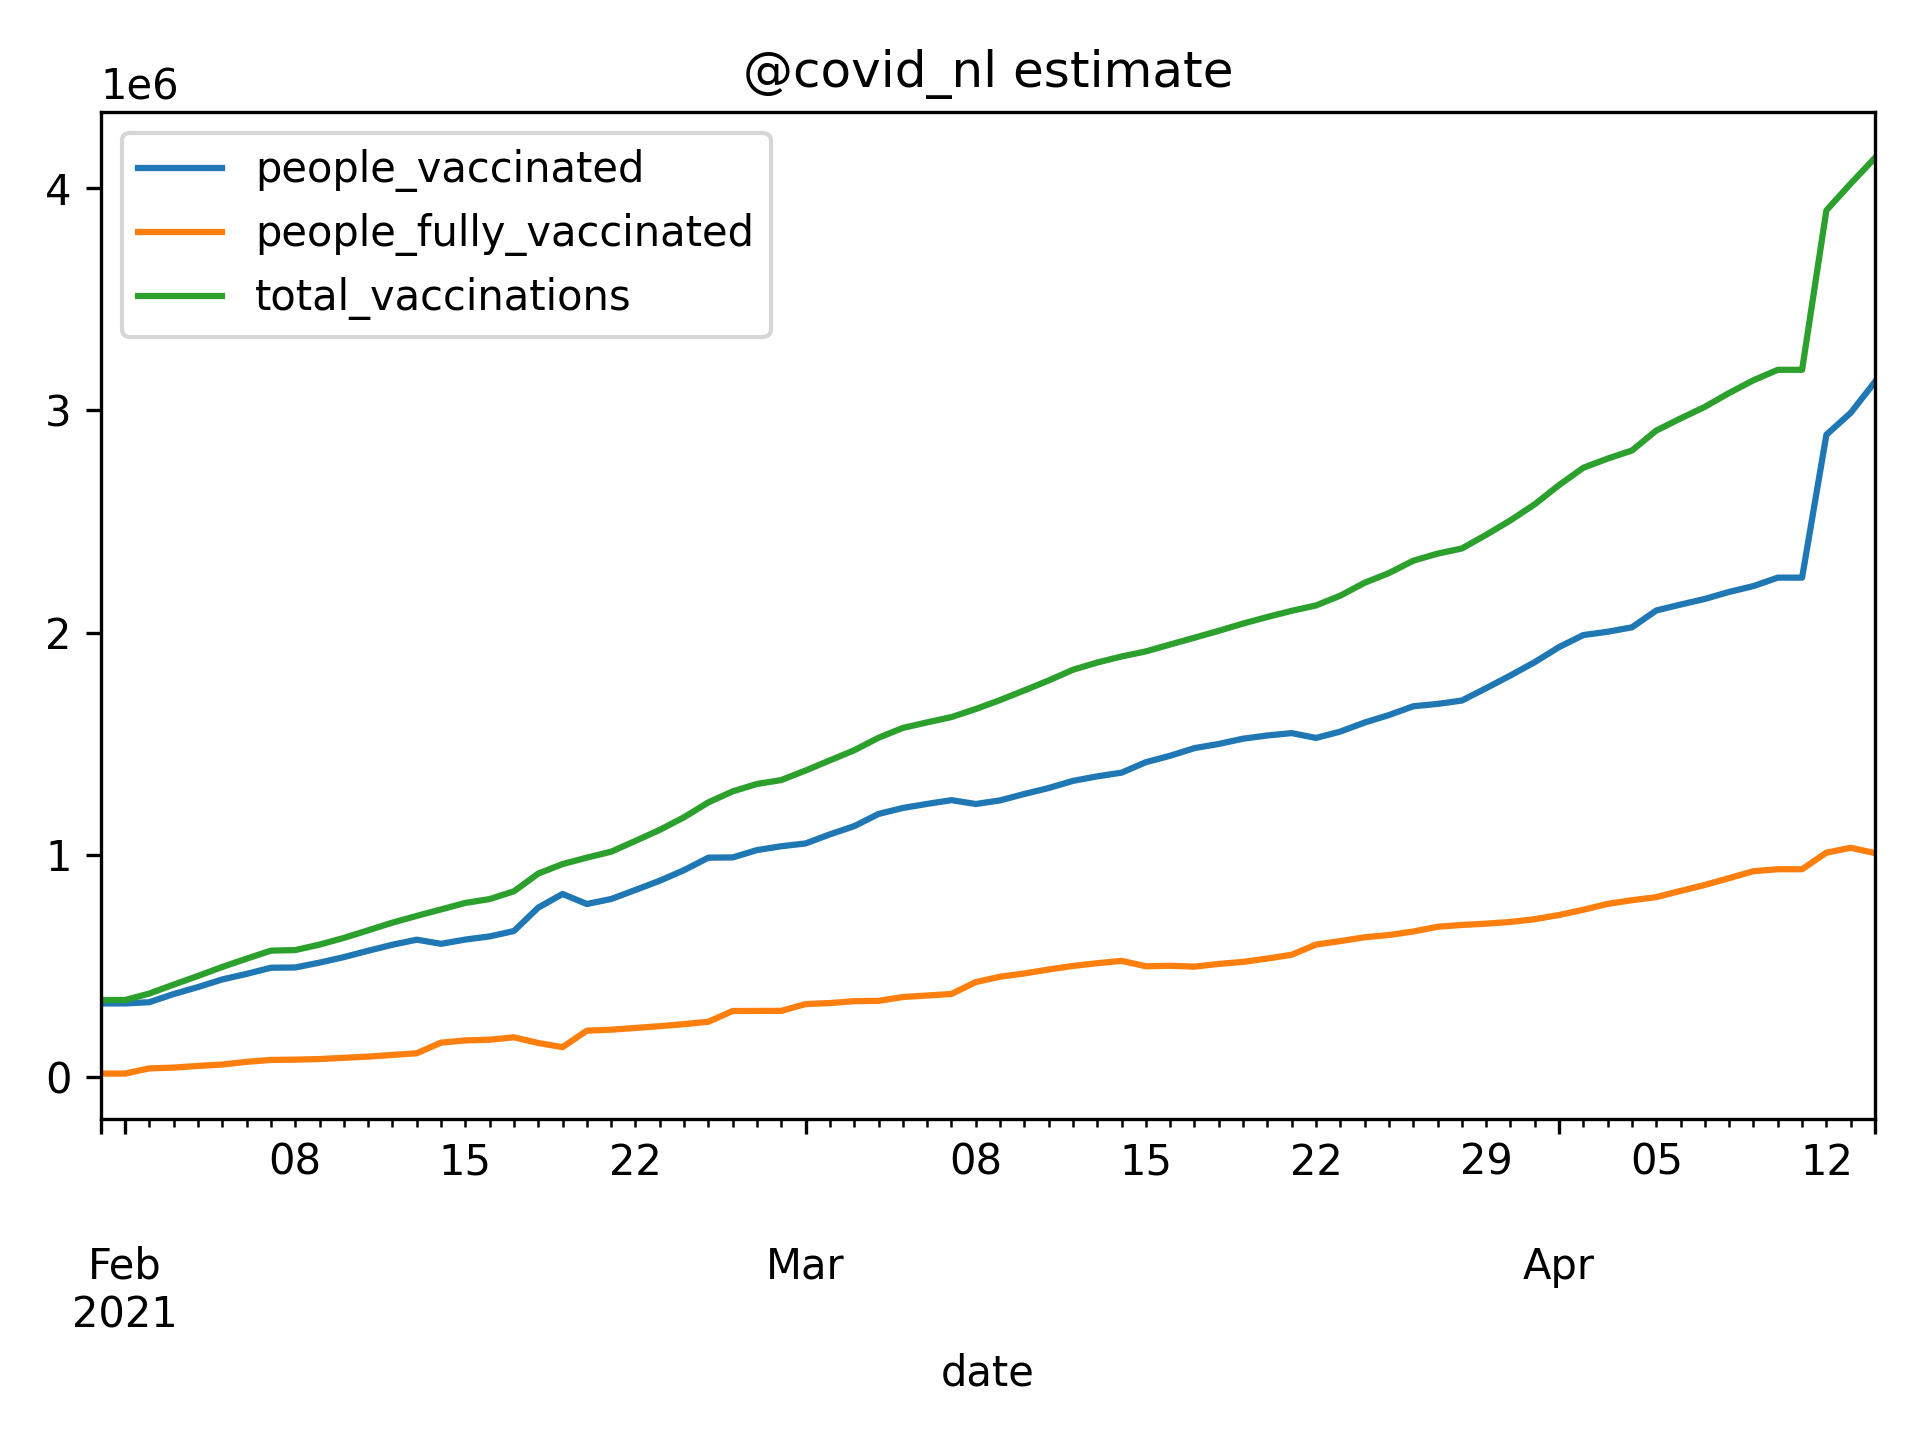 @covid_nl estimate
1e6
people_vaccinated
people_fully_vaccinated
total_vaccinations
4
3
2
1
0
08 15 22 08 15 22 29 05 12
Feb Mar Apr
2021
date